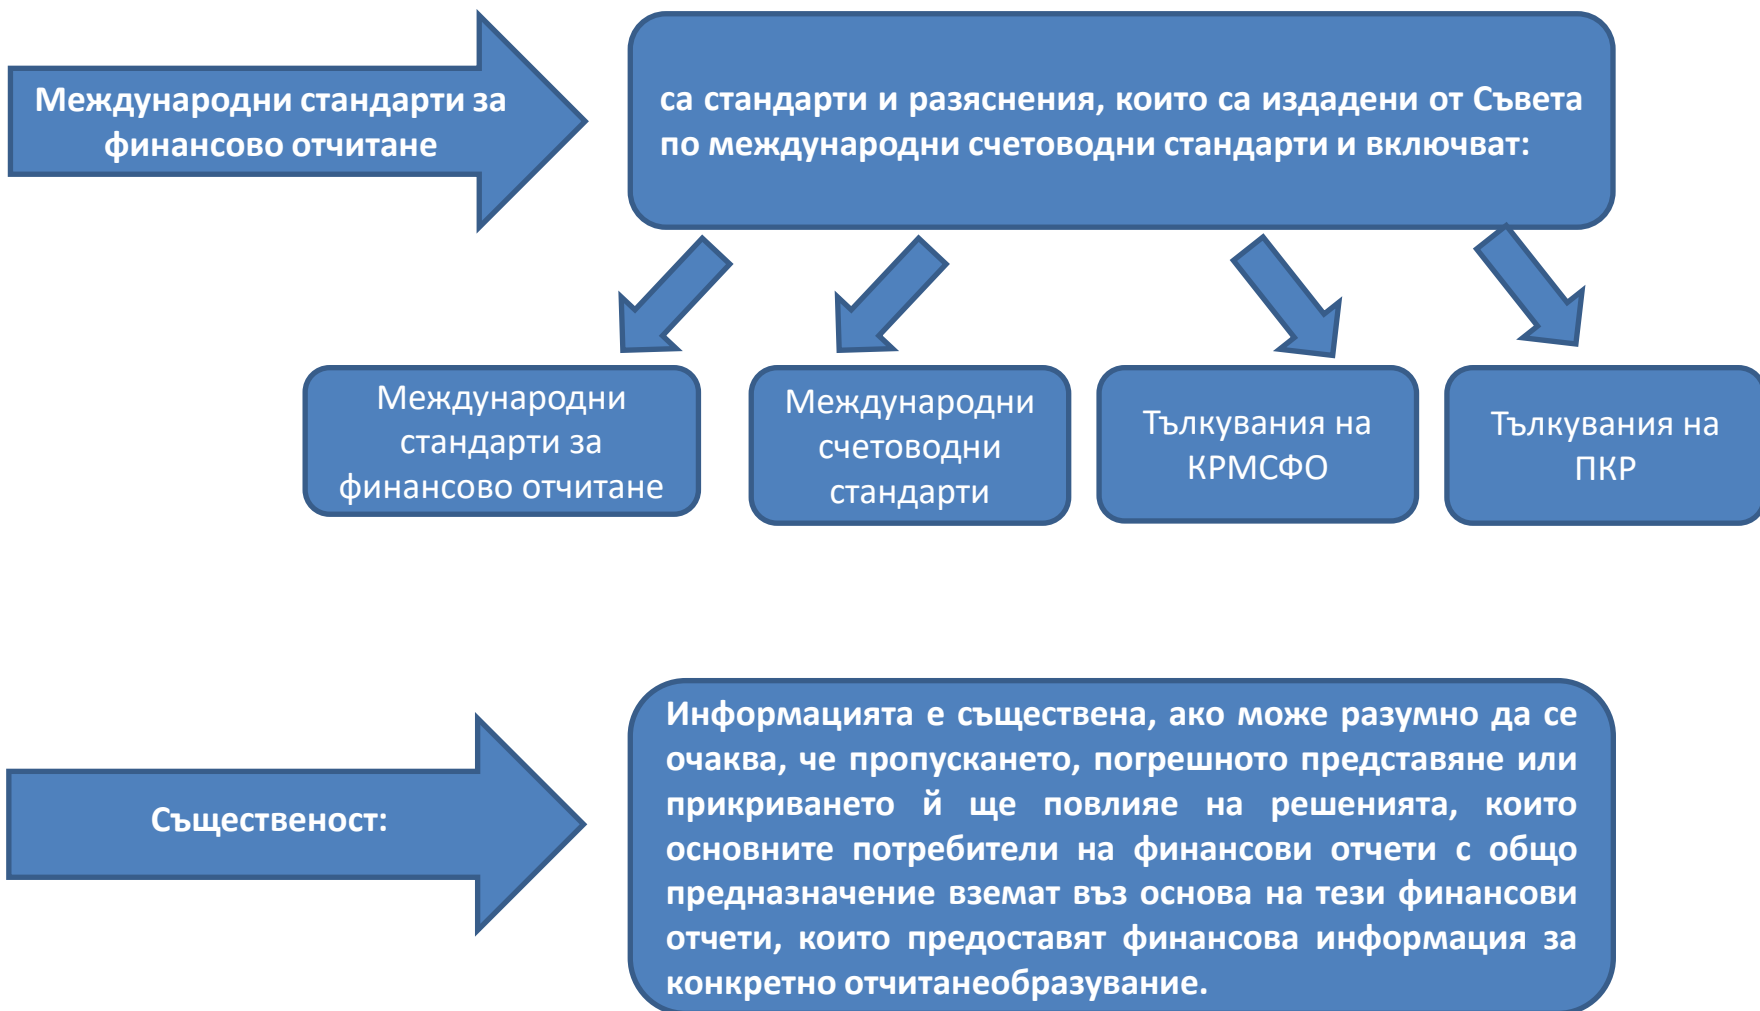 Международни стандарти за
финансово отчитане
са стандарти и разяснения, които са издадени от Съвета
по международни счетоводни стандарти и включват:
Международни
стандарти за
финансово отчитане
Международни
счетоводни
стандарти
Тълкувания на
КРМСФО
Тълкувания на
ПКР
Същественост:
Информацията е съществена, ако може разумно да се
очаква, че пропускането, погрешното представяне или
прикриването й ще повлияе на решенията, които
основните потребители на финансови отчети с общо
предназначение вземат въз основа на тези финансови
отчети, които предоставят финансова информация за
конкретно отчитанеобразувание.